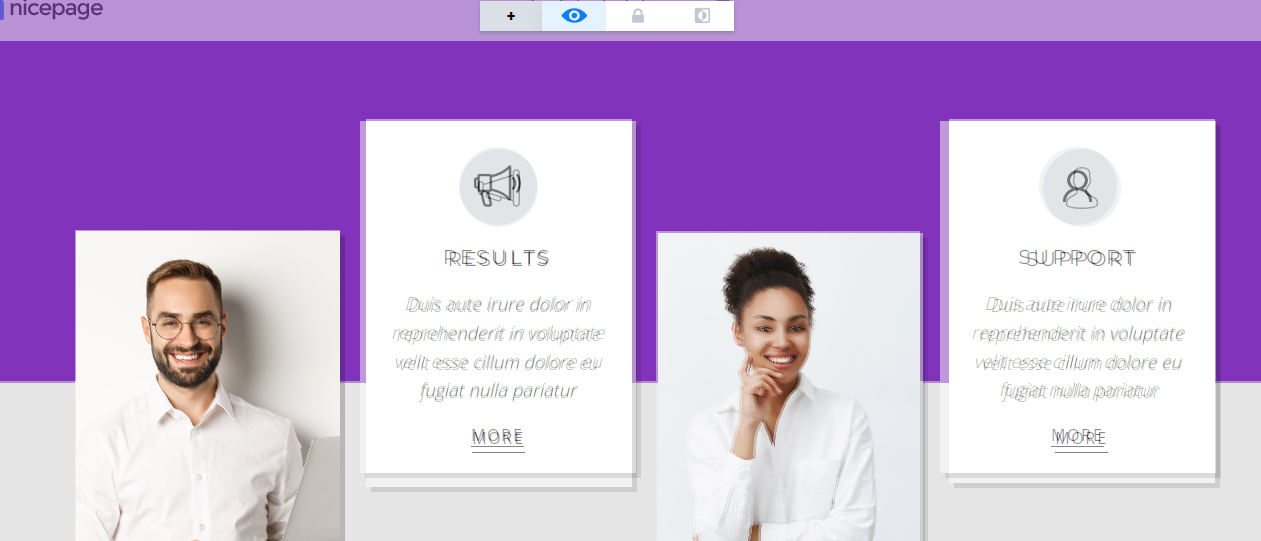 nicepage
RESULTS
Duis aute irure dolor in
reprehenderit in voluptate
velit esse cillum dolore eu
fugiat nulla pariatur
MORE
SUPPORT
Duis aute irure dolor in
reprehenderit in voluptate
velit esse cillum dolore eu
fugiat nulla pariatur
MORE